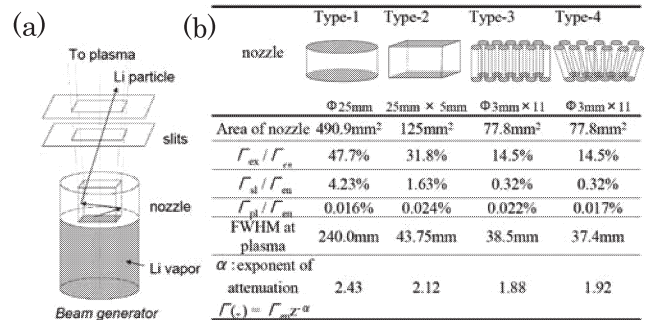 (a)
To plasma
Li particle
slits
nozzle
Li vapor
Beam generator
(b)
Type-1 Type-2 Type-3 Type-4
nozzle
Φ25mm 25mm × 5mm Φ3mm×11 Φ3mm×11
Area of nozzle 490.9mm² 125mm² 77.8mm² 77.8mm²
Γex / Γen 47.7% 31.8% 14.5% 14.5%
Γsl / Γen 4.23% 1.63% 0.32% 0.32%
Γpl / Γen 0.016% 0.024% 0.022% 0.017%
FWHM at
plasma 240.0mm 43.75mm 38.5mm 37.4mm
α :exponent of
attenuation 2.43 2.12 1.88 1.92
Γ(z) = Γen z-α